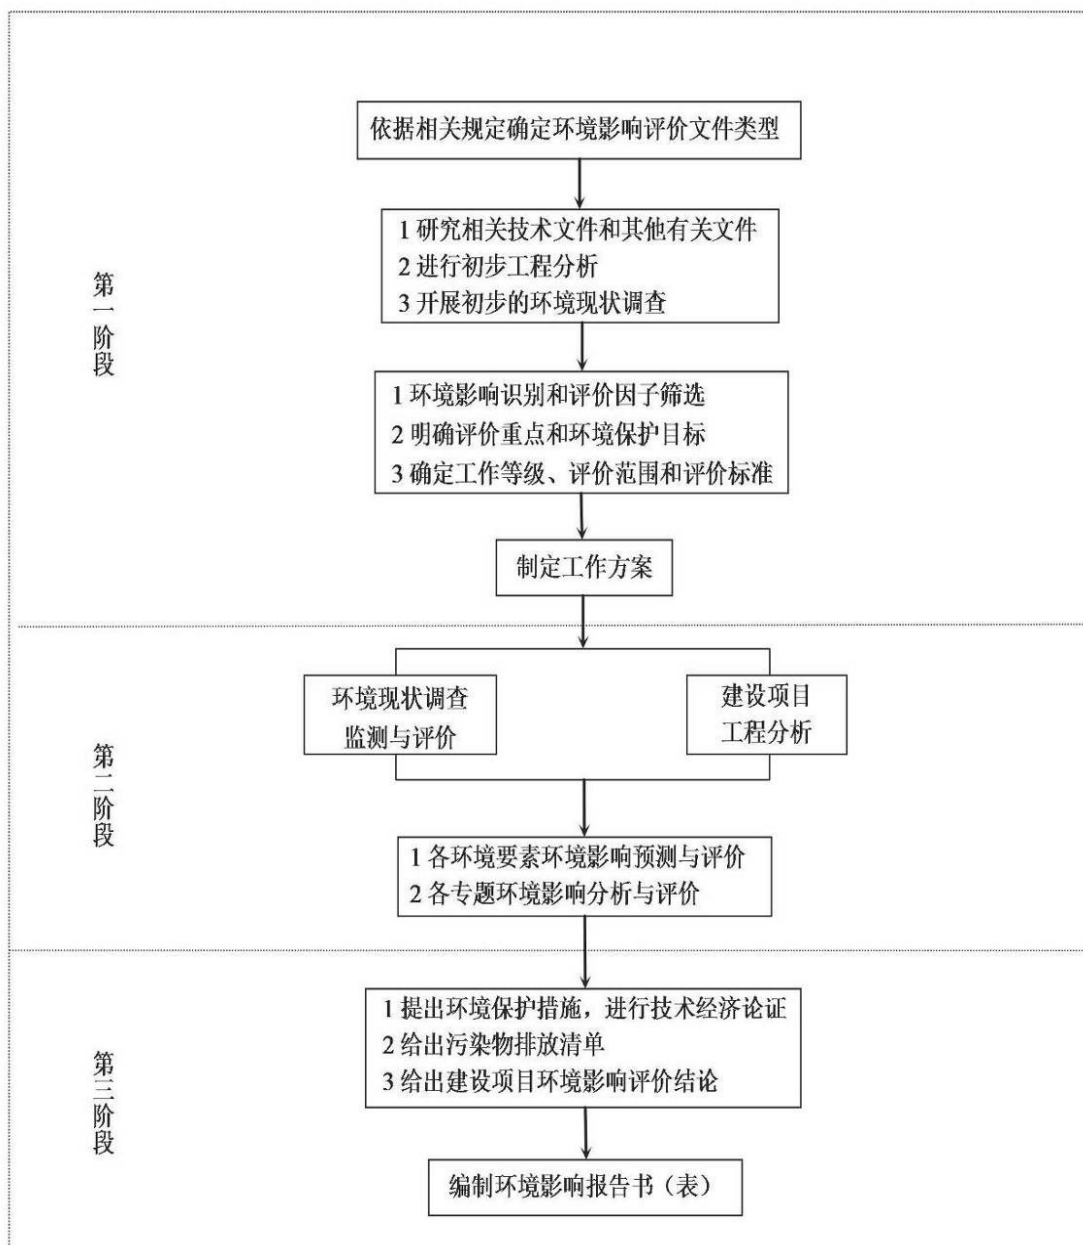 依据相关规定确定环境影响评价文件类型
1 研究相关技术文件和其他有关文件
2 进行初步工程分析
3 开展初步的环境现状调查
第一阶段
1 环境影响识别和评价因子筛选
2 明确评价重点和环境保护目标
3 确定工作等级、评价范围和评价标准
制定工作方案
环境现状调查
监测与评价
建设项目
工程分析
第二阶段
1 各环境要素环境影响预测与评价
2 各专题环境影响分析与评价
1 提出环境保护措施，进行技术经济论证
2 给出污染物排放清单
3 给出建设项目环境影响评价结论
第三阶段
编制环境影响报告书（表）